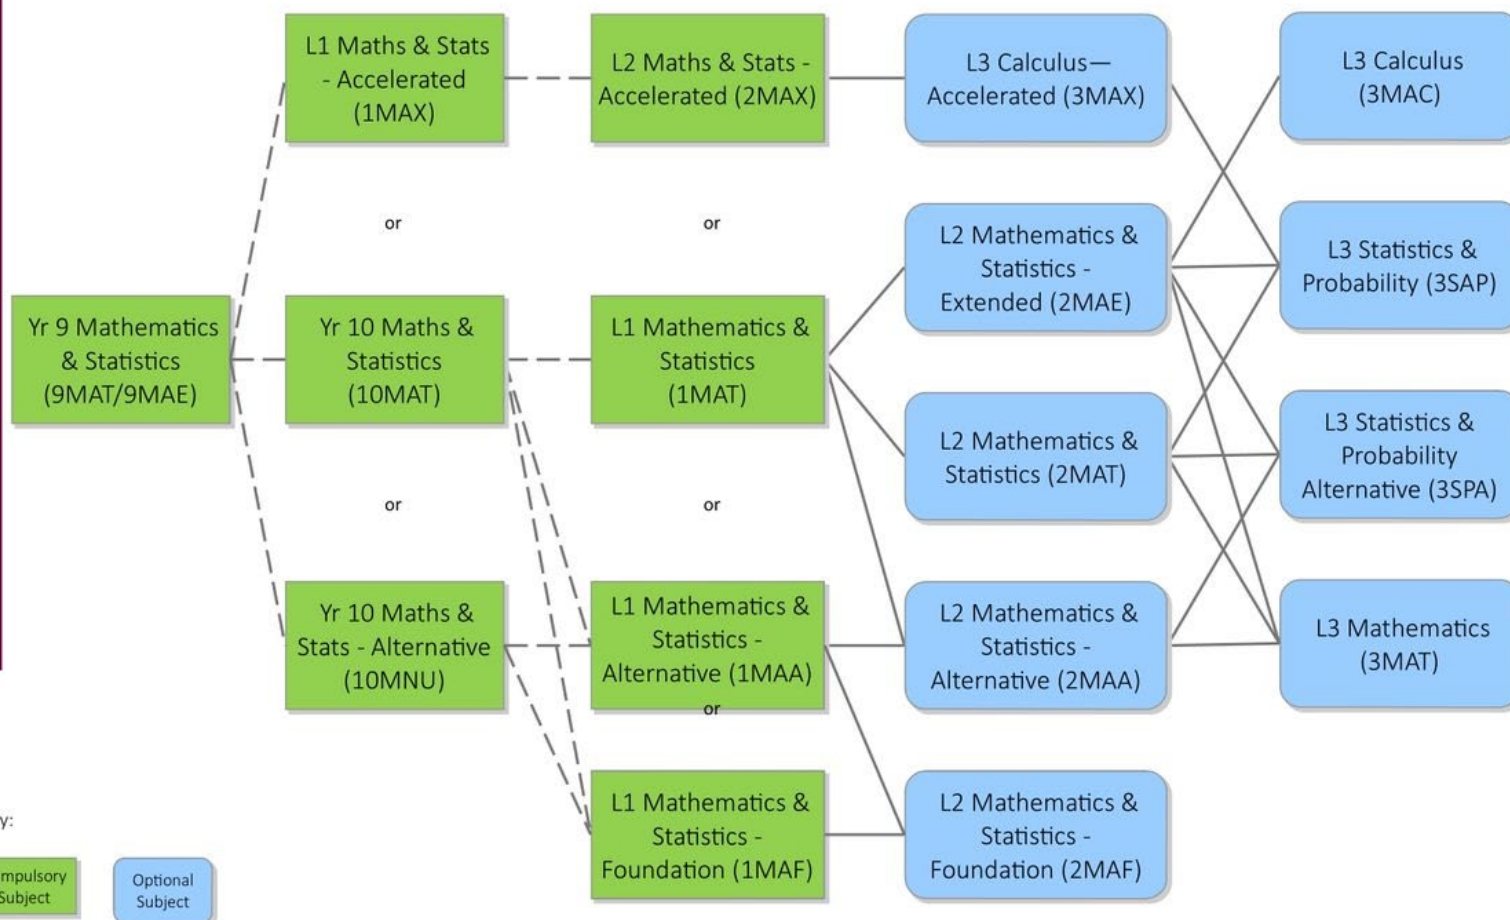 L1 Maths & Stats
- Accelerated
(1MAX)
L2 Maths & Stats -
Accelerated (2MAX)
L3 Calculus—
Accelerated (3MAX)
L3 Calculus
(3MAC)
or
or
L2 Mathematics &
Statistics -
Extended (2MAE)
L3 Statistics &
Probability (3SAP)
Yr 9 Mathematics
& Statistics
(9MAT/9MAE)
Yr 10 Maths &
Statistics
(10MAT)
L1 Mathematics &
Statistics
(1MAT)
L2 Mathematics &
Statistics (2MAT)
L3 Statistics &
Probability
Alternative (3SPA)
or
or
Yr 10 Maths &
Stats - Alternative
(10MNU)
L1 Mathematics &
Statistics -
Alternative (1MAA)
or
L2 Mathematics &
Statistics -
Alternative (2MAA)
L3 Mathematics
(3MAT)
L1 Mathematics &
Statistics -
Foundation (1MAF)
L2 Mathematics &
Statistics -
Foundation (2MAF)
y:
mpulsory
Subject
Optional
Subject